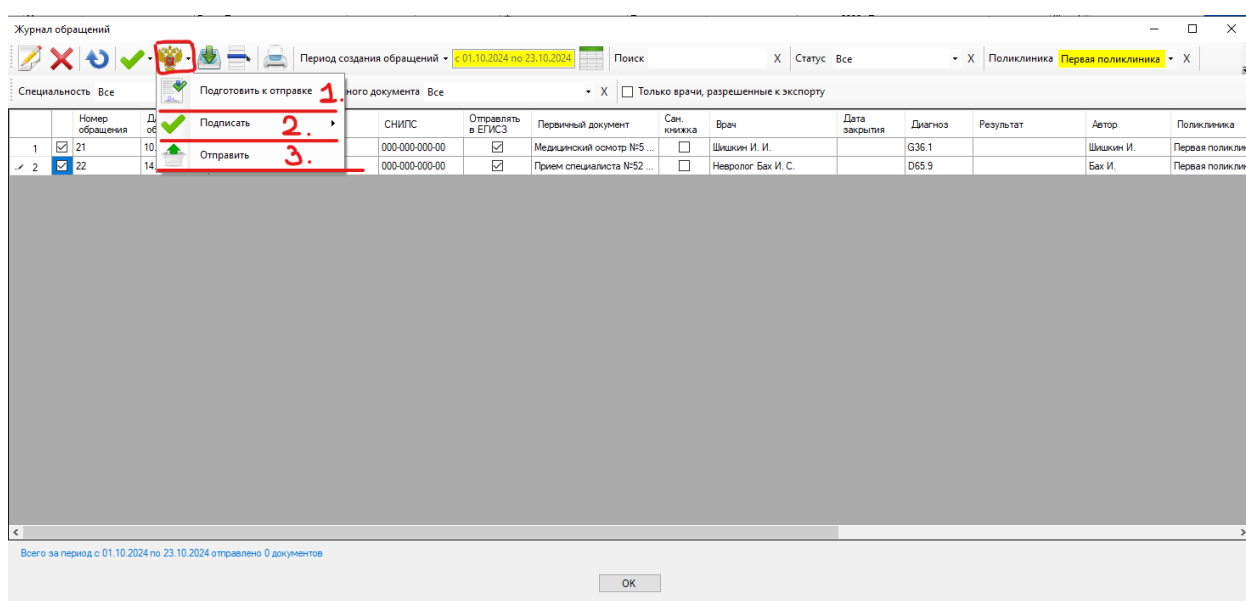 Журнал обращений
Период создания обращений с 01.10.2024 по 23.10.2024 Поиск X Статус Все X Поликлиника Первая поликлиника X
Специальность Все ного документа Все X Только врачи, разрешенные к экспорту
Подготовить к отправке 1.
Подписать 2.
Отправить 3.
Номер обращения СНИЛС Отправлять в ЕГИСЗ Первичный документ Сан. книжка Врач Дата закрытия Диагноз Результат Автор Поликлиника
1 21 10. 000-000-000-00 Медицинский осмотр №5 ... Шишкин И. И. G36.1 Шишкин И. Первая поликлин
2 22 14. 000-000-000-00 Прием специалиста №52 ... Невролог Бах И. С. D65.9 Бах И. Первая поликлин
Всего за период с 01.10.2024 по 23.10.2024 отправлено 0 документов
OK